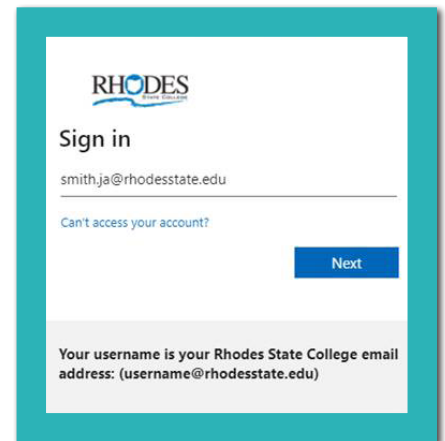 RHODES
STATE COLLEGE
Sign in
smith.ja@rhodesstate.edu
Can't access your account?
Next
Your username is your Rhodes State College email
address: (username@rhodesstate.edu)